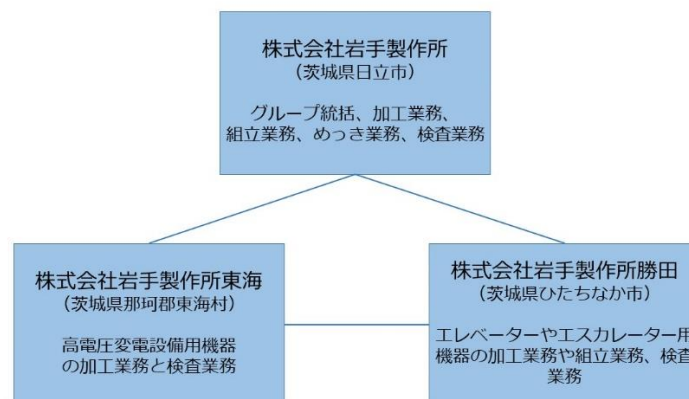 株式会社岩手製作所
（茨城県日立市）
グループ統括、加工業務、
組立業務、めっき業務、検査業務
株式会社岩手製作所東海
（茨城県那珂郡東海村）
高電圧変電設備用機器
の加工業務と検査業務
株式会社岩手製作所勝田
（茨城県ひたちなか市）
エレベーターやエスカレーター用
機器の加工業務や組立業務、検査
業務